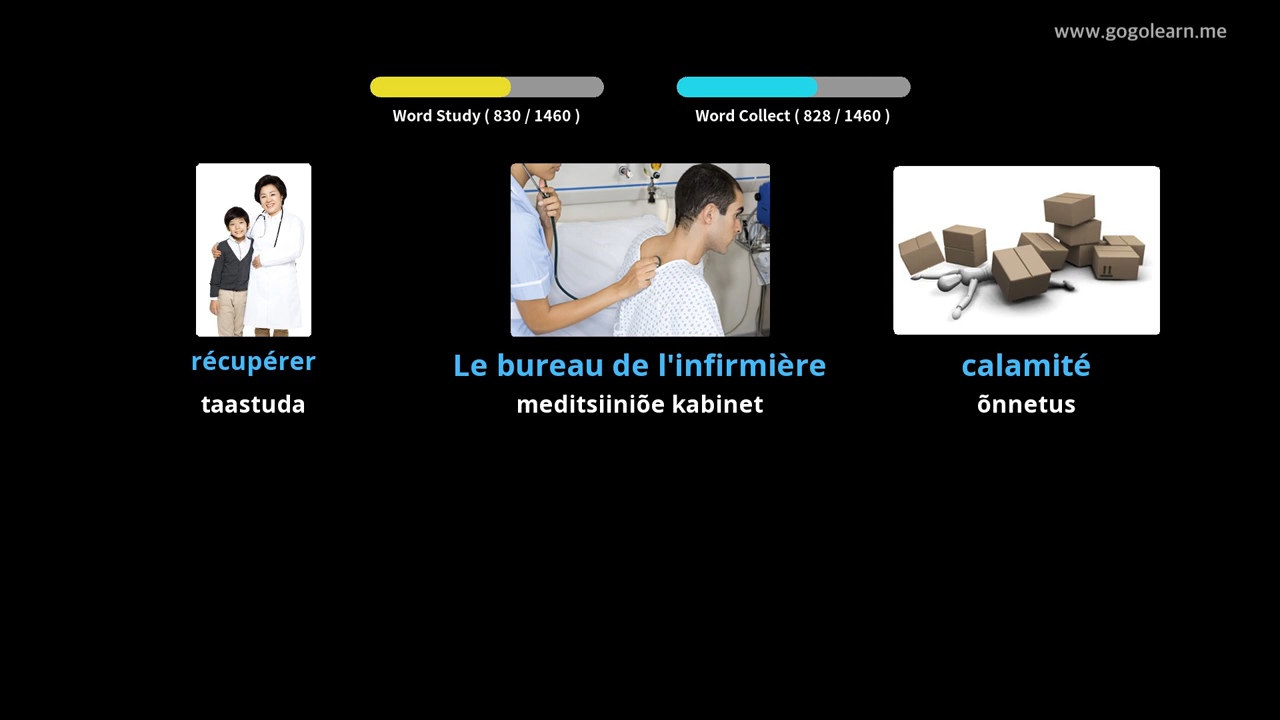 www.gogolearn.me
Word Study ( 830 / 1460 )
Word Collect ( 828 / 1460 )
récupérer
Le bureau de l'infirmière
calamité
taastuda
meditsiiniõe kabinet
õnnetus